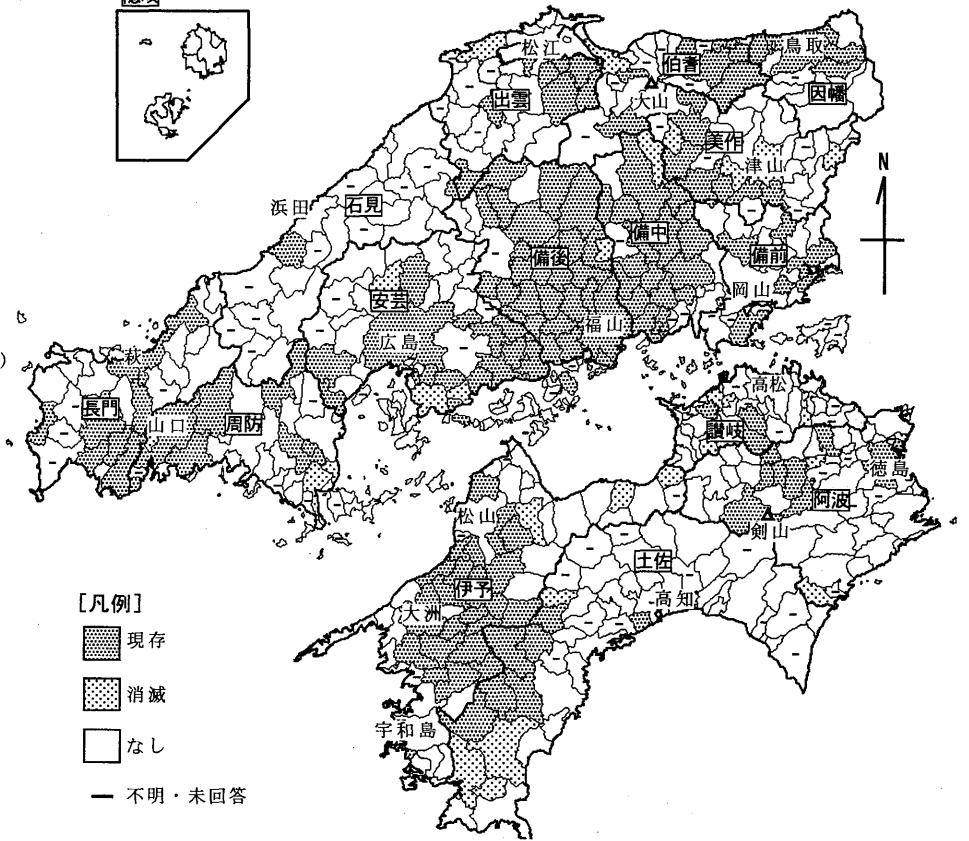 松江
鳥取
伯耆
因幡
大山
出雲
美作
津山
N
浜田
石見
備中
備後
備前
岡山
安芸
福山
広島
萩
長門
山口
周防
高松
讃岐
徳島
阿波
剣山
松山
土佐
高知
伊予
大洲
宇和島
[凡例]
現存
消滅
なし
不明・未回答